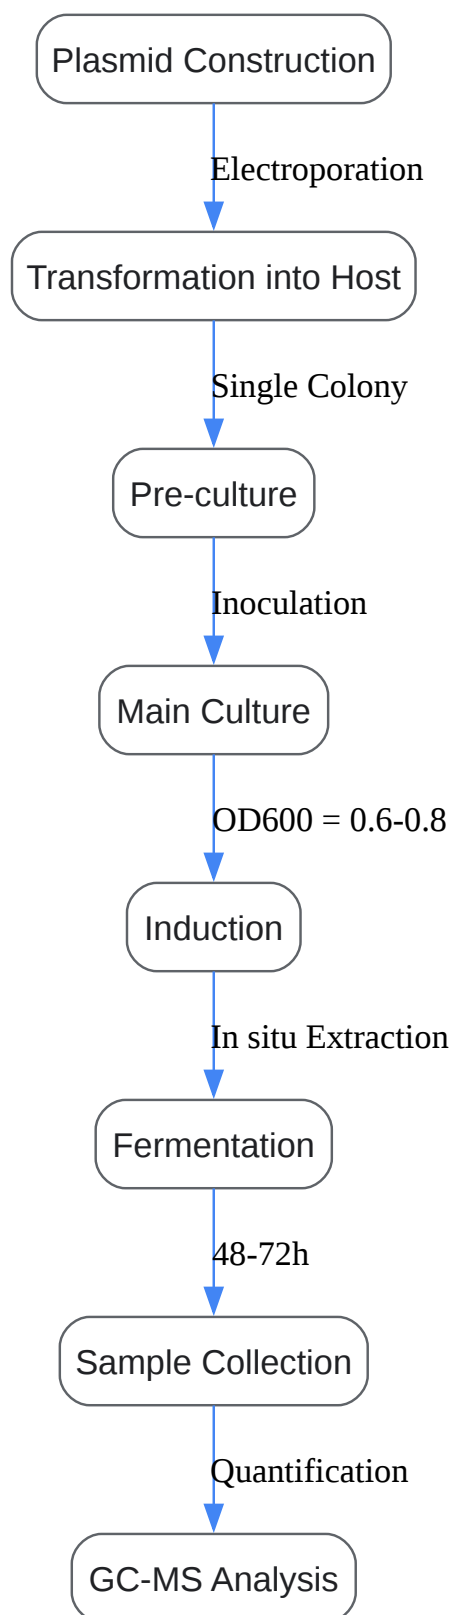 Plasmid Construction
Electroporation
Transformation into Host
Single Colony
Pre-culture
Inoculation
Main Culture
OD600 = 0.6-0.8
Induction
In situ Extraction
Fermentation
48-72h
Sample Collection
Quantification
GC-MS Analysis